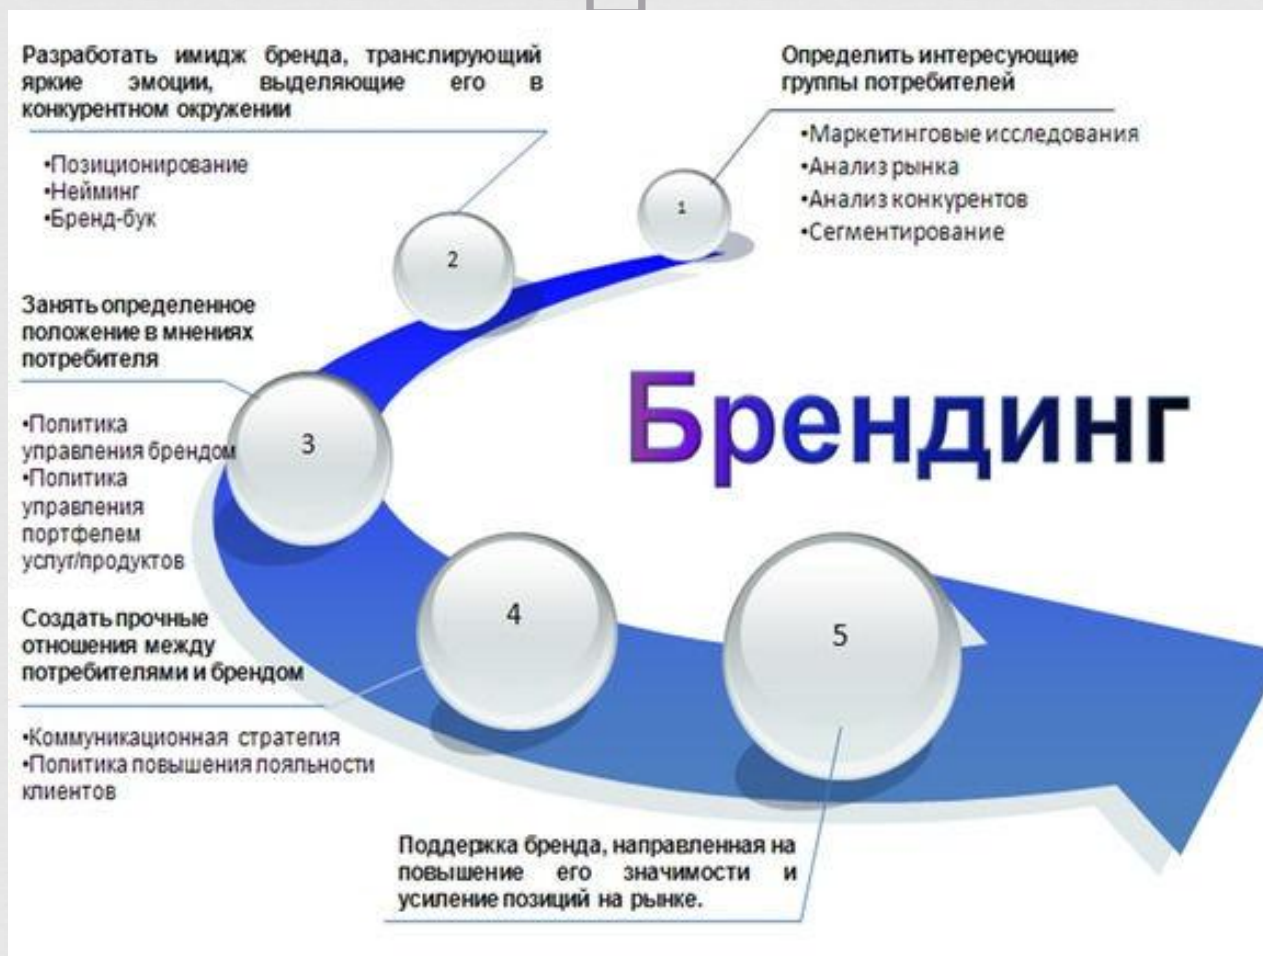 Определить интересующие
группы потребителей
•Маркетинговые исследования
•Анализ рынка
•Анализ конкурентов
•Сегментирование
1
Разработать имидж бренда, транслирующий
яркие эмоции, выделяющие его в
конкурентном окружении
•Позиционирование
•Нейминг
•Бренд-бук
2
Занять определенное
положение в мнениях
потребителя
•Политика
управления брендом
•Политика
управления
портфелем
услуг/продуктов
3
Брендинг
Создать прочные
отношения между
потребителями и брендом
•Коммуникационная стратегия
•Политика повышения лояльности
клиентов
4
5
Поддержка бренда, направленная на
повышение его значимости и
усиление позиций на рынке.